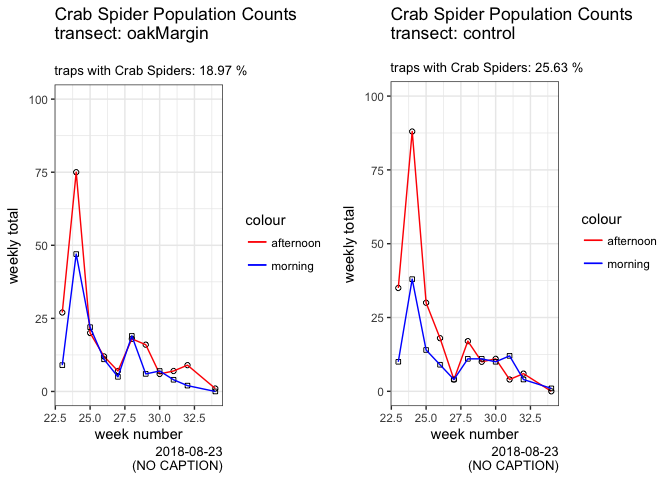 Crab Spider Population Counts
transect: oakMargin
traps with Crab Spiders: 18.97 %
100
75
50
25
0
weekly total
22.5 25.0 27.5 30.0 32.5
week number
2018-08-23
(NO CAPTION)
colour
afternoon
morning
Crab Spider Population Counts
transect: control
traps with Crab Spiders: 25.63 %
100
75
50
25
0
weekly total
22.5 25.0 27.5 30.0 32.5
week number
2018-08-23
(NO CAPTION)
colour
afternoon
morning